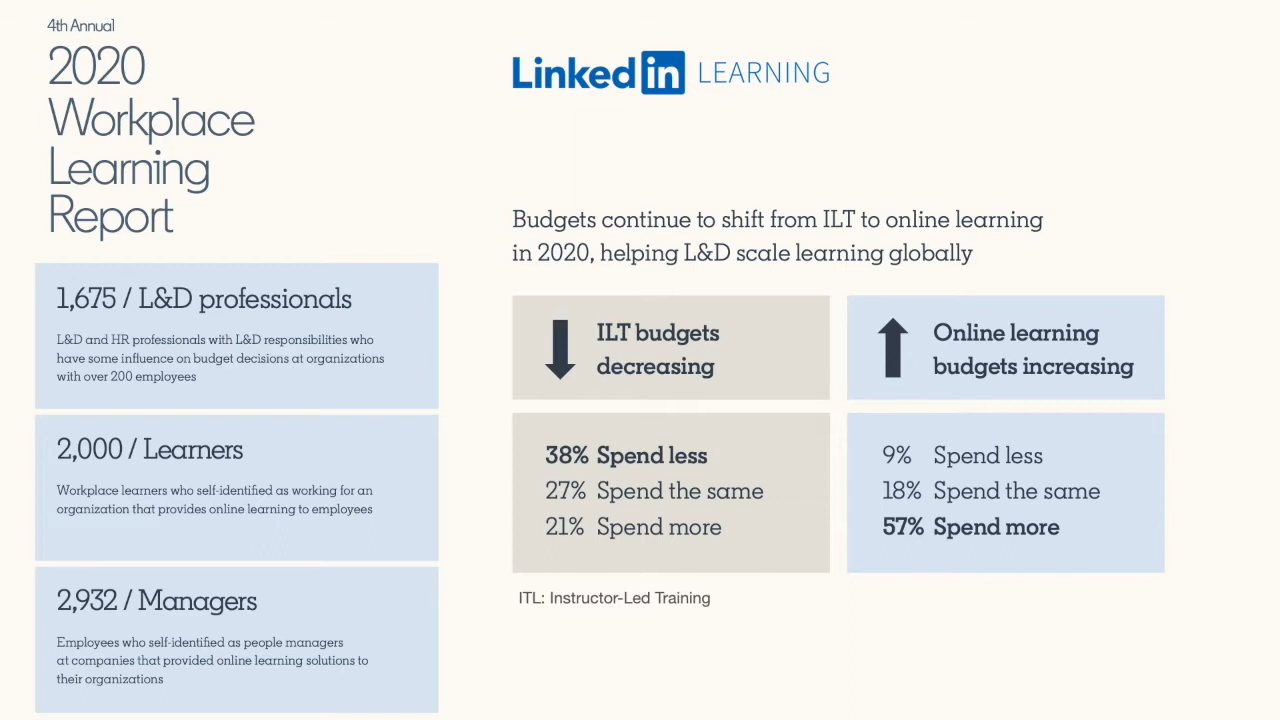 4th Annual
2020
Workplace
Learning
Report
1,675 / L&D professionals
L&D and HR professionals with L&D responsibilities who
have some influence on budget decisions at organizations
with over 200 employees
2,000 / Learners
Workplace learners who self-identified as working for an
organization that provides online learning to employees
2,932 / Managers
Employees who self-identified as people managers
at companies that provided online learning solutions to
their organizations
Linked in LEARNING
Budgets continue to shift from ILT to online learning
in 2020, helping L&D scale learning globally
ILT budgets
decreasing
38% Spend less
27% Spend the same
21% Spend more
Online learning
budgets increasing
9% Spend less
18% Spend the same
57% Spend more
ITL: Instructor-Led Training